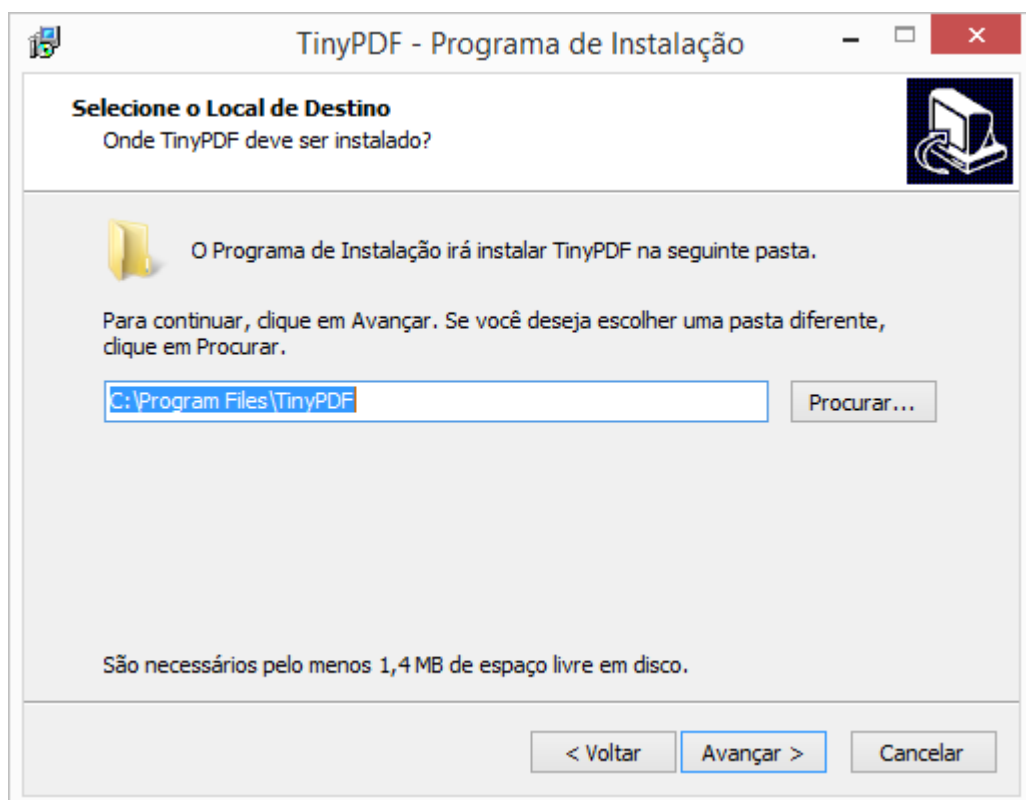 TinyPDF - Programa de Instalação
Selecione o Local de Destino
Onde TinyPDF deve ser instalado?
O Programa de Instalação irá instalar TinyPDF na seguinte pasta.
Para continuar, clique em Avançar. Se você deseja escolher uma pasta diferente,
clique em Procurar.
C:\Program Files\TinyPDF
Procurar...
São necessários pelo menos 1,4 MB de espaço livre em disco.
< Voltar
Avançar >
Cancelar